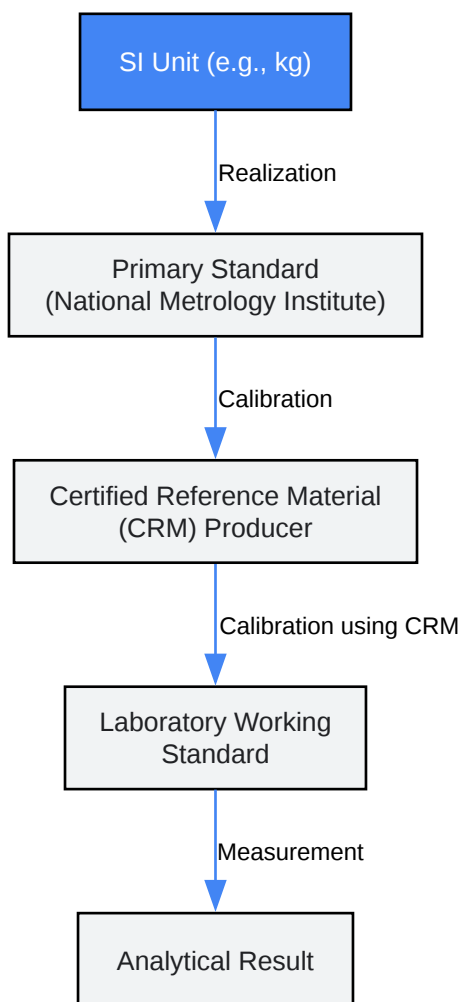 SI Unit (e.g., kg)
Realization
Primary Standard
(National Metrology Institute)
Calibration
Certified Reference Material
(CRM) Producer
Calibration using CRM
Laboratory Working
Standard
Measurement
Analytical Result